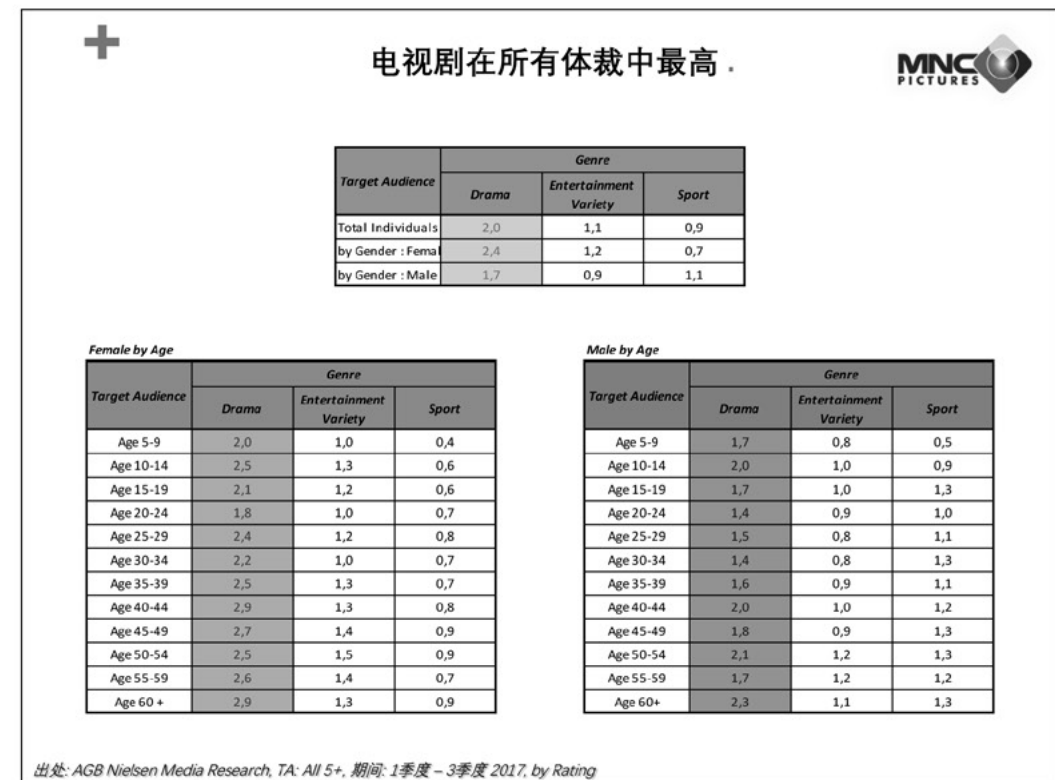 电视剧在所有体裁中最高 .
MNC
PICTURES
Target Audience Genre
Drama Entertainment Variety Sport
Total Individuals 2,0 1,1 0,9
by Gender : Femal 2,4 1,2 0,7
by Gender : Male 1,7 0,9 1,1
Female by Age
Target Audience Genre
Drama Entertainment Variety Sport
Age 5-9 2,0 1,0 0,4
Age 10-14 2,5 1,3 0,6
Age 15-19 2,1 1,2 0,6
Age 20-24 1,8 1,0 0,7
Age 25-29 2,4 1,2 0,8
Age 30-34 2,2 1,0 0,7
Age 35-39 2,5 1,3 0,7
Age 40-44 2,9 1,3 0,8
Age 45-49 2,7 1,4 0,9
Age 50-54 2,5 1,5 0,9
Age 55-59 2,6 1,4 0,7
Age 60 + 2,9 1,3 0,9
Male by Age
Target Audience Genre
Drama Entertainment Variety Sport
Age 5-9 1,7 0,8 0,5
Age 10-14 2,0 1,0 0,9
Age 15-19 1,7 1,0 1,3
Age 20-24 1,4 0,9 1,0
Age 25-29 1,5 0,8 1,1
Age 30-34 1,4 0,8 1,3
Age 35-39 1,6 0,9 1,1
Age 40-44 2,0 1,0 1,2
Age 45-49 1,8 0,9 1,3
Age 50-54 2,1 1,2 1,3
Age 55-59 1,7 1,2 1,2
Age 60+ 2,3 1,1 1,3
出处: AGB Nielsen Media Research, TA: All 5+, 期间: 1季度 – 3季度 2017, by Rating